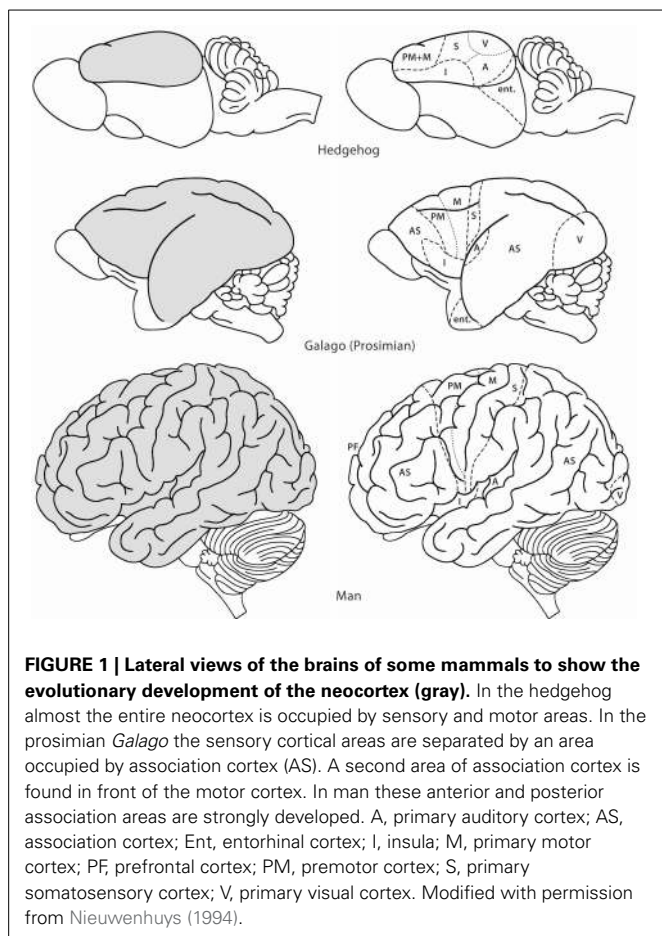 PM+M S V
I A
ent.
Hedgehog
M
PM S
AS A AS V
I
ent.
Galago (Prosimian)
PM M S
PF
AS AS
A
I V
Man
FIGURE 1 | Lateral views of the brains of some mammals to show the
evolutionary development of the neocortex (gray). In the hedgehog
almost the entire neocortex is occupied by sensory and motor areas. In the
prosimian Galago the sensory cortical areas are separated by an area
occupied by association cortex (AS). A second area of association cortex is
found in front of the motor cortex. In man these anterior and posterior
association areas are strongly developed. A, primary auditory cortex; AS,
association cortex; Ent, entorhinal cortex; I, insula; M, primary motor
cortex; PF, prefrontal cortex; PM, premotor cortex; S, primary
somatosensory cortex; V, primary visual cortex. Modified with permission
from Nieuwenhuys (1994).